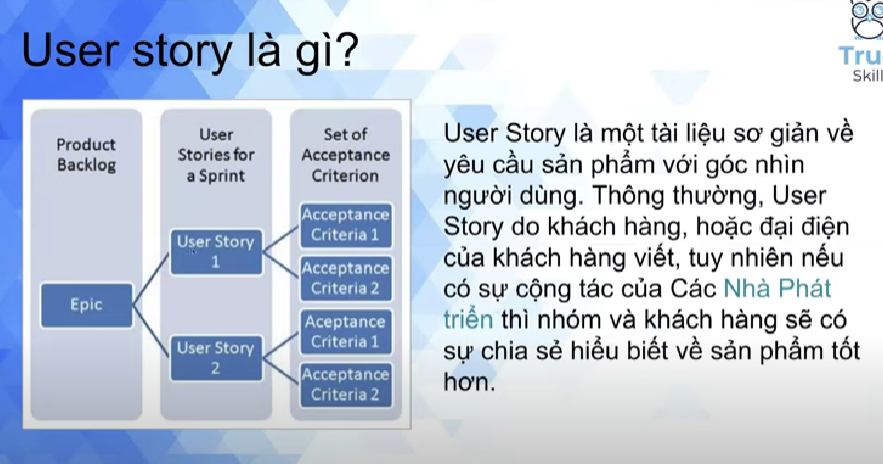 User story là gì?
Tru
Skill
Product
Backlog
User
Stories for
a Sprint
Set of
Acceptance
Criterion
Epic
User Story
1
User Story
2
Acceptance
Criteria 1
Acceptance
Criteria 2
Aceptance
Criteria 1
Acceptance
Criteria 2
User Story là một tài liệu sơ giản về
yêu cầu sản phẩm với góc nhìn
người dùng. Thông thường, User
Story do khách hàng, hoặc đại điện
của khách hàng viết, tuy nhiên nếu
có sự cộng tác của Các Nhà Phát
triển thì nhóm và khách hàng sẽ có
sự chia sẻ hiểu biết về sản phẩm tốt
hơn.